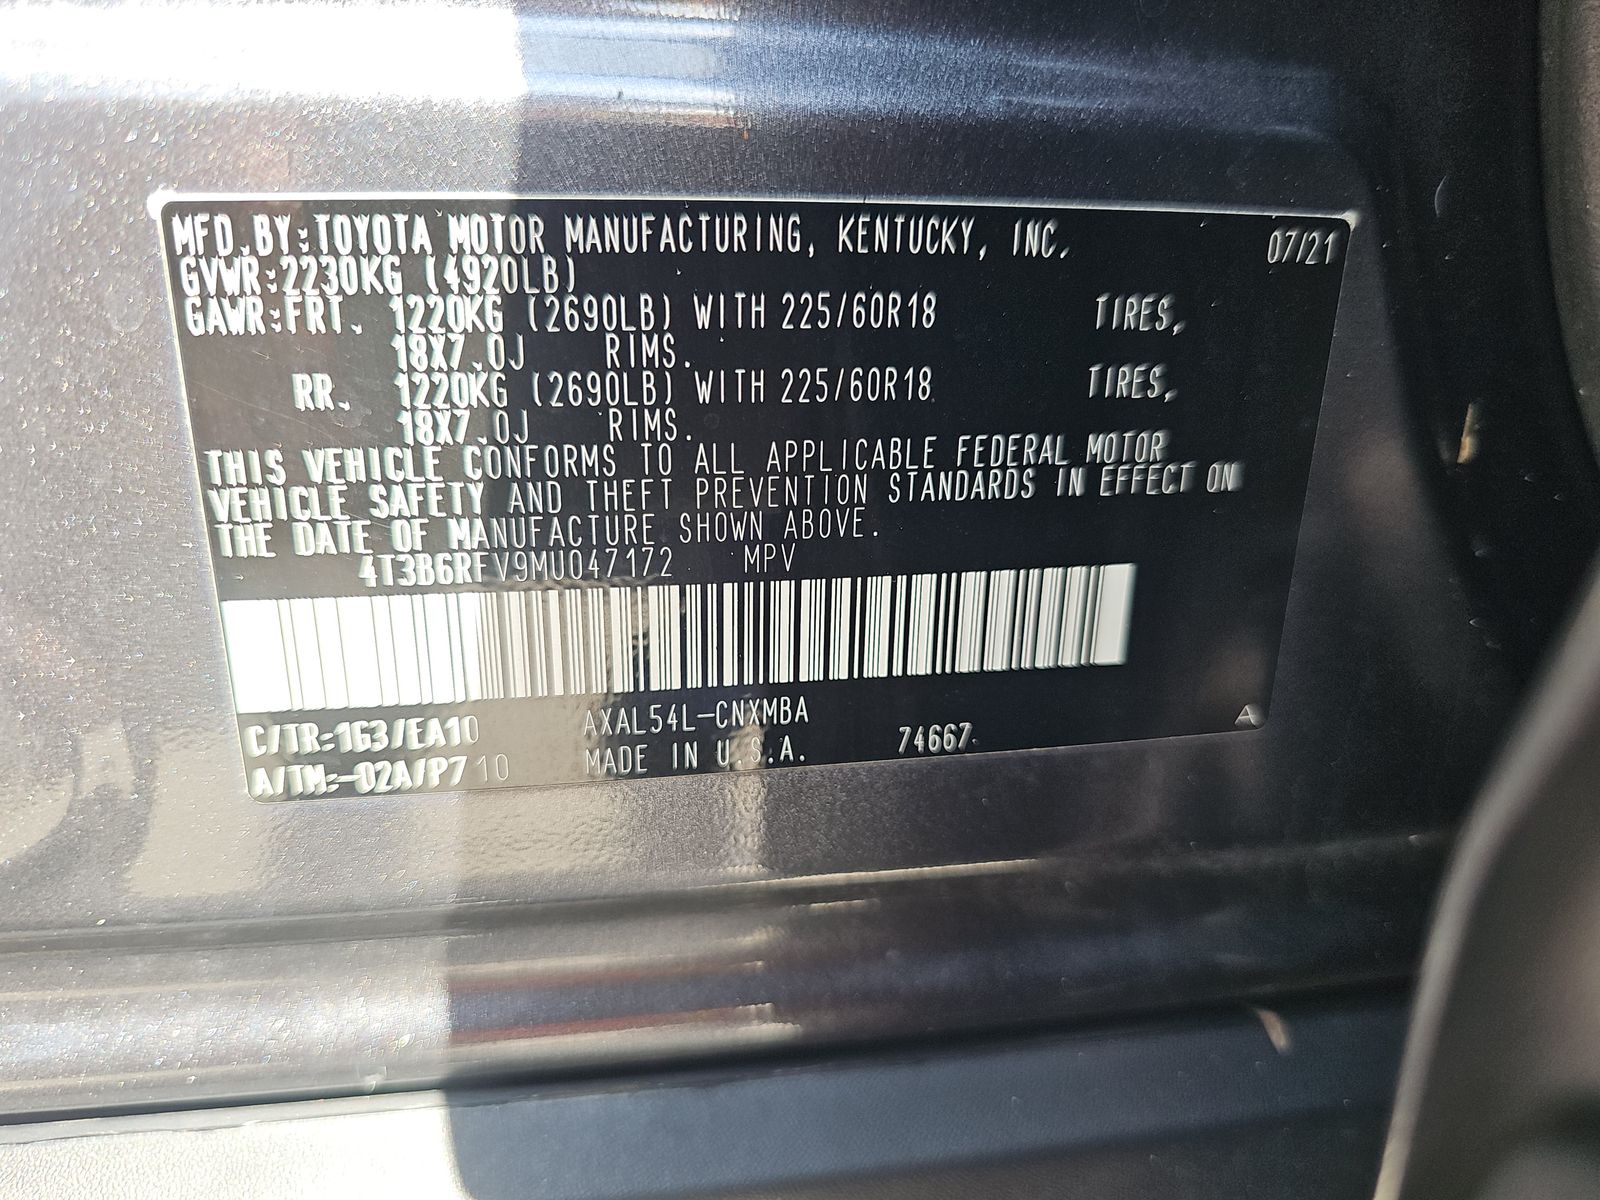 MFD.BY:TOYOTA MOTOR MANUFACTURING, KENTUCKY, INC. 07/21
GVWR:2230KG (4920LB)
GAWR:FRT. 1220KG (2690LB) WITH 225/60R18 TIRES,
18X7.0J RIMS.
RR. 1220KG (2690LB) WITH 225/60R18 TIRES,
18X7.0J RIMS.
THIS VEHICLE CONFORMS TO ALL APPLICABLE FEDERAL MOTOR
VEHICLE SAFETY AND THEFT PREVENTION STANDARDS IN EFFECT ON
THE DATE OF MANUFACTURE SHOWN ABOVE.
4T3B6RFV9MU047172 MPV
C/TR:1G3/EA10 AXAL54L-CNXMBA
A/TM:-02A/P710 MADE IN U.S.A. 74667 A